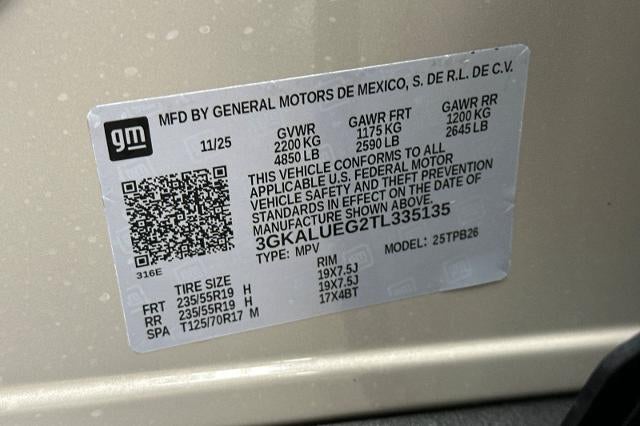 gm
MFD BY GENERAL MOTORS DE MEXICO, S. DE R.L. DE C.V.
11/25 GVWR GAWR FRT GAWR RR
2200 KG 1175 KG 1200 KG
4850 LB 2590 LB 2645 LB
THIS VEHICLE CONFORMS TO ALL
APPLICABLE U.S. FEDERAL MOTOR
VEHICLE SAFETY AND THEFT PREVENTION
STANDARDS IN EFFECT ON THE DATE OF
MANUFACTURE SHOWN ABOVE.
3GKALUEG2TL335135
TYPE: MPV MODEL: 25TPB26
316E
TIRE SIZE RIM
FRT 235/55R19 H 19X7.5J
RR 235/55R19 H 19X7.5J
SPA T125/70R17 M 17X4BT